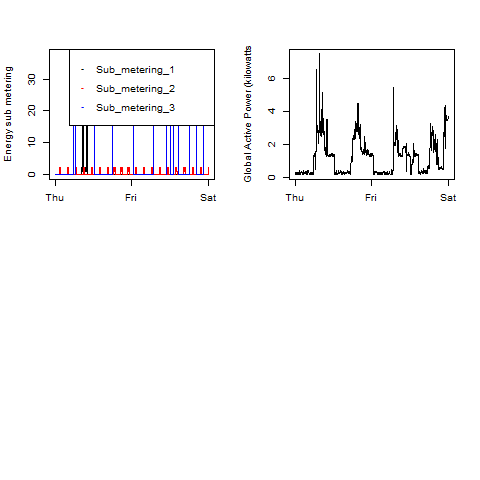 Energy sub metering
0
10
20
30
Sub_metering_1
Sub_metering_2
Sub_metering_3
Thu
Fri
Sat
Global Active Power (kilowatts
0
2
4
6
Thu
Fri
Sat